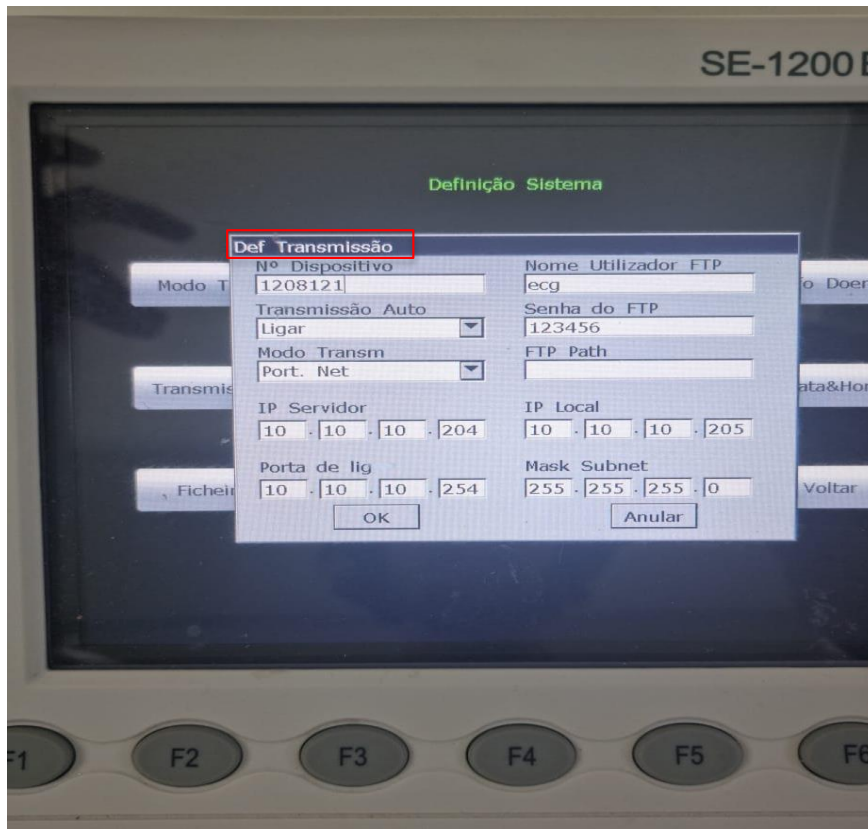 SE-1200
Definição Sistema
Def Transmissão
Nº Dispositivo
1208121
Nome Utilizador FTP
ecg
Modo T
o Doen
Transmissão Auto
Ligar
Senha do FTP
123456
Modo Transm
Port. Net
FTP Path
Transmis
ata&Hor
IP Servidor
10 . 10 . 10 . 204
IP Local
10 . 10 . 10 . 205
Porta de lig
10 . 10 . 10 . 254
Mask Subnet
255 . 255 . 255 . 0
Ficheir
Voltar
OK
Anular
F1
F2
F3
F4
F5
F6